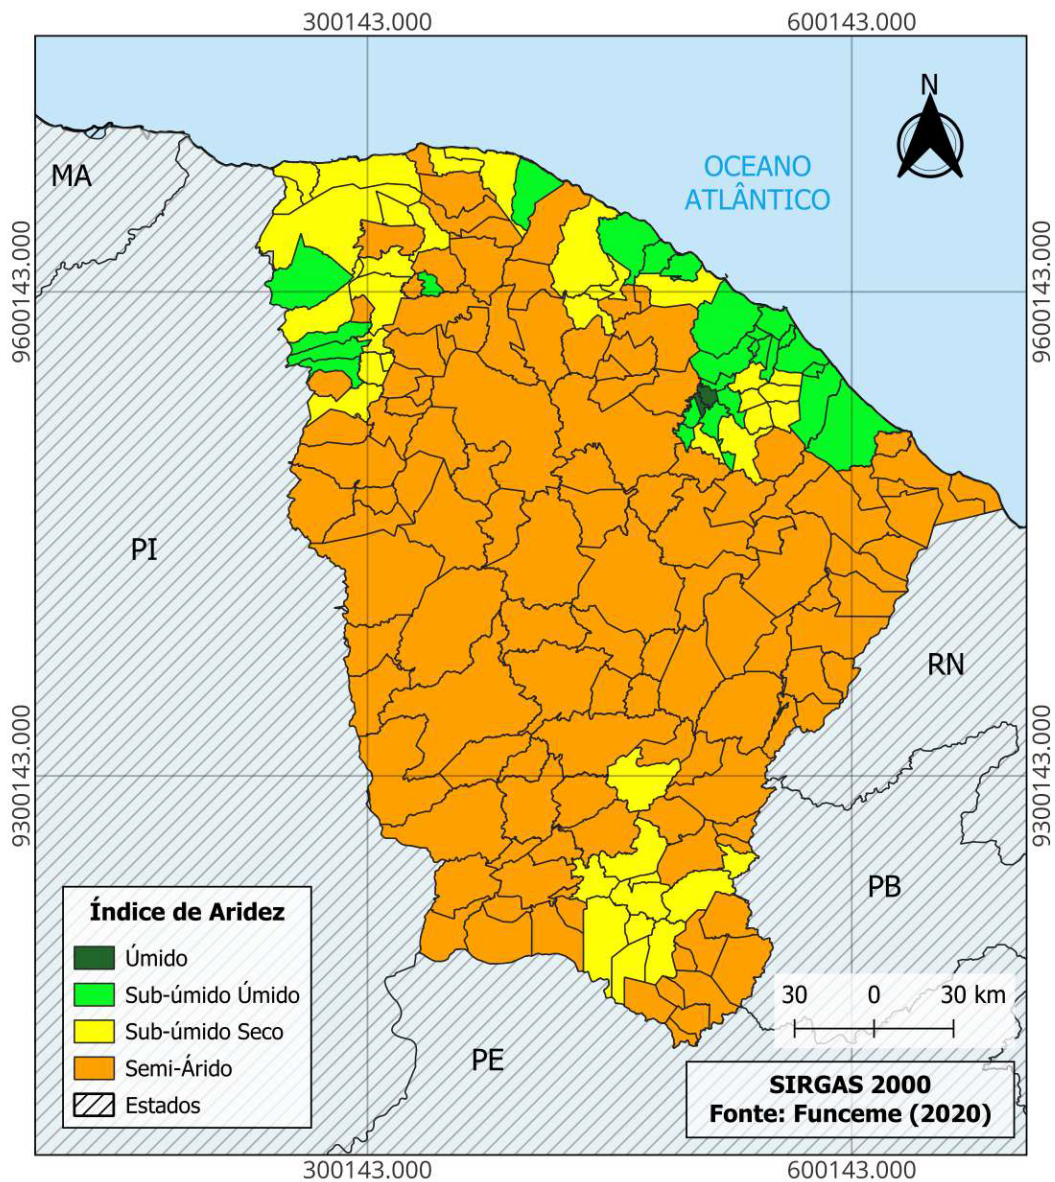 300143.000 600143.000
N
MA
OCEANO
ATLÂNTICO
9600143.000 9600143.000
PI
RN
9300143.000 9300143.000
PB
Índice de Aridez
Úmido
Sub-úmido Úmido
Sub-úmido Seco
Semi-Árido
Estados
30 0 30 km
PE
SIRGAS 2000
Fonte: Funceme (2020)
300143.000 600143.000